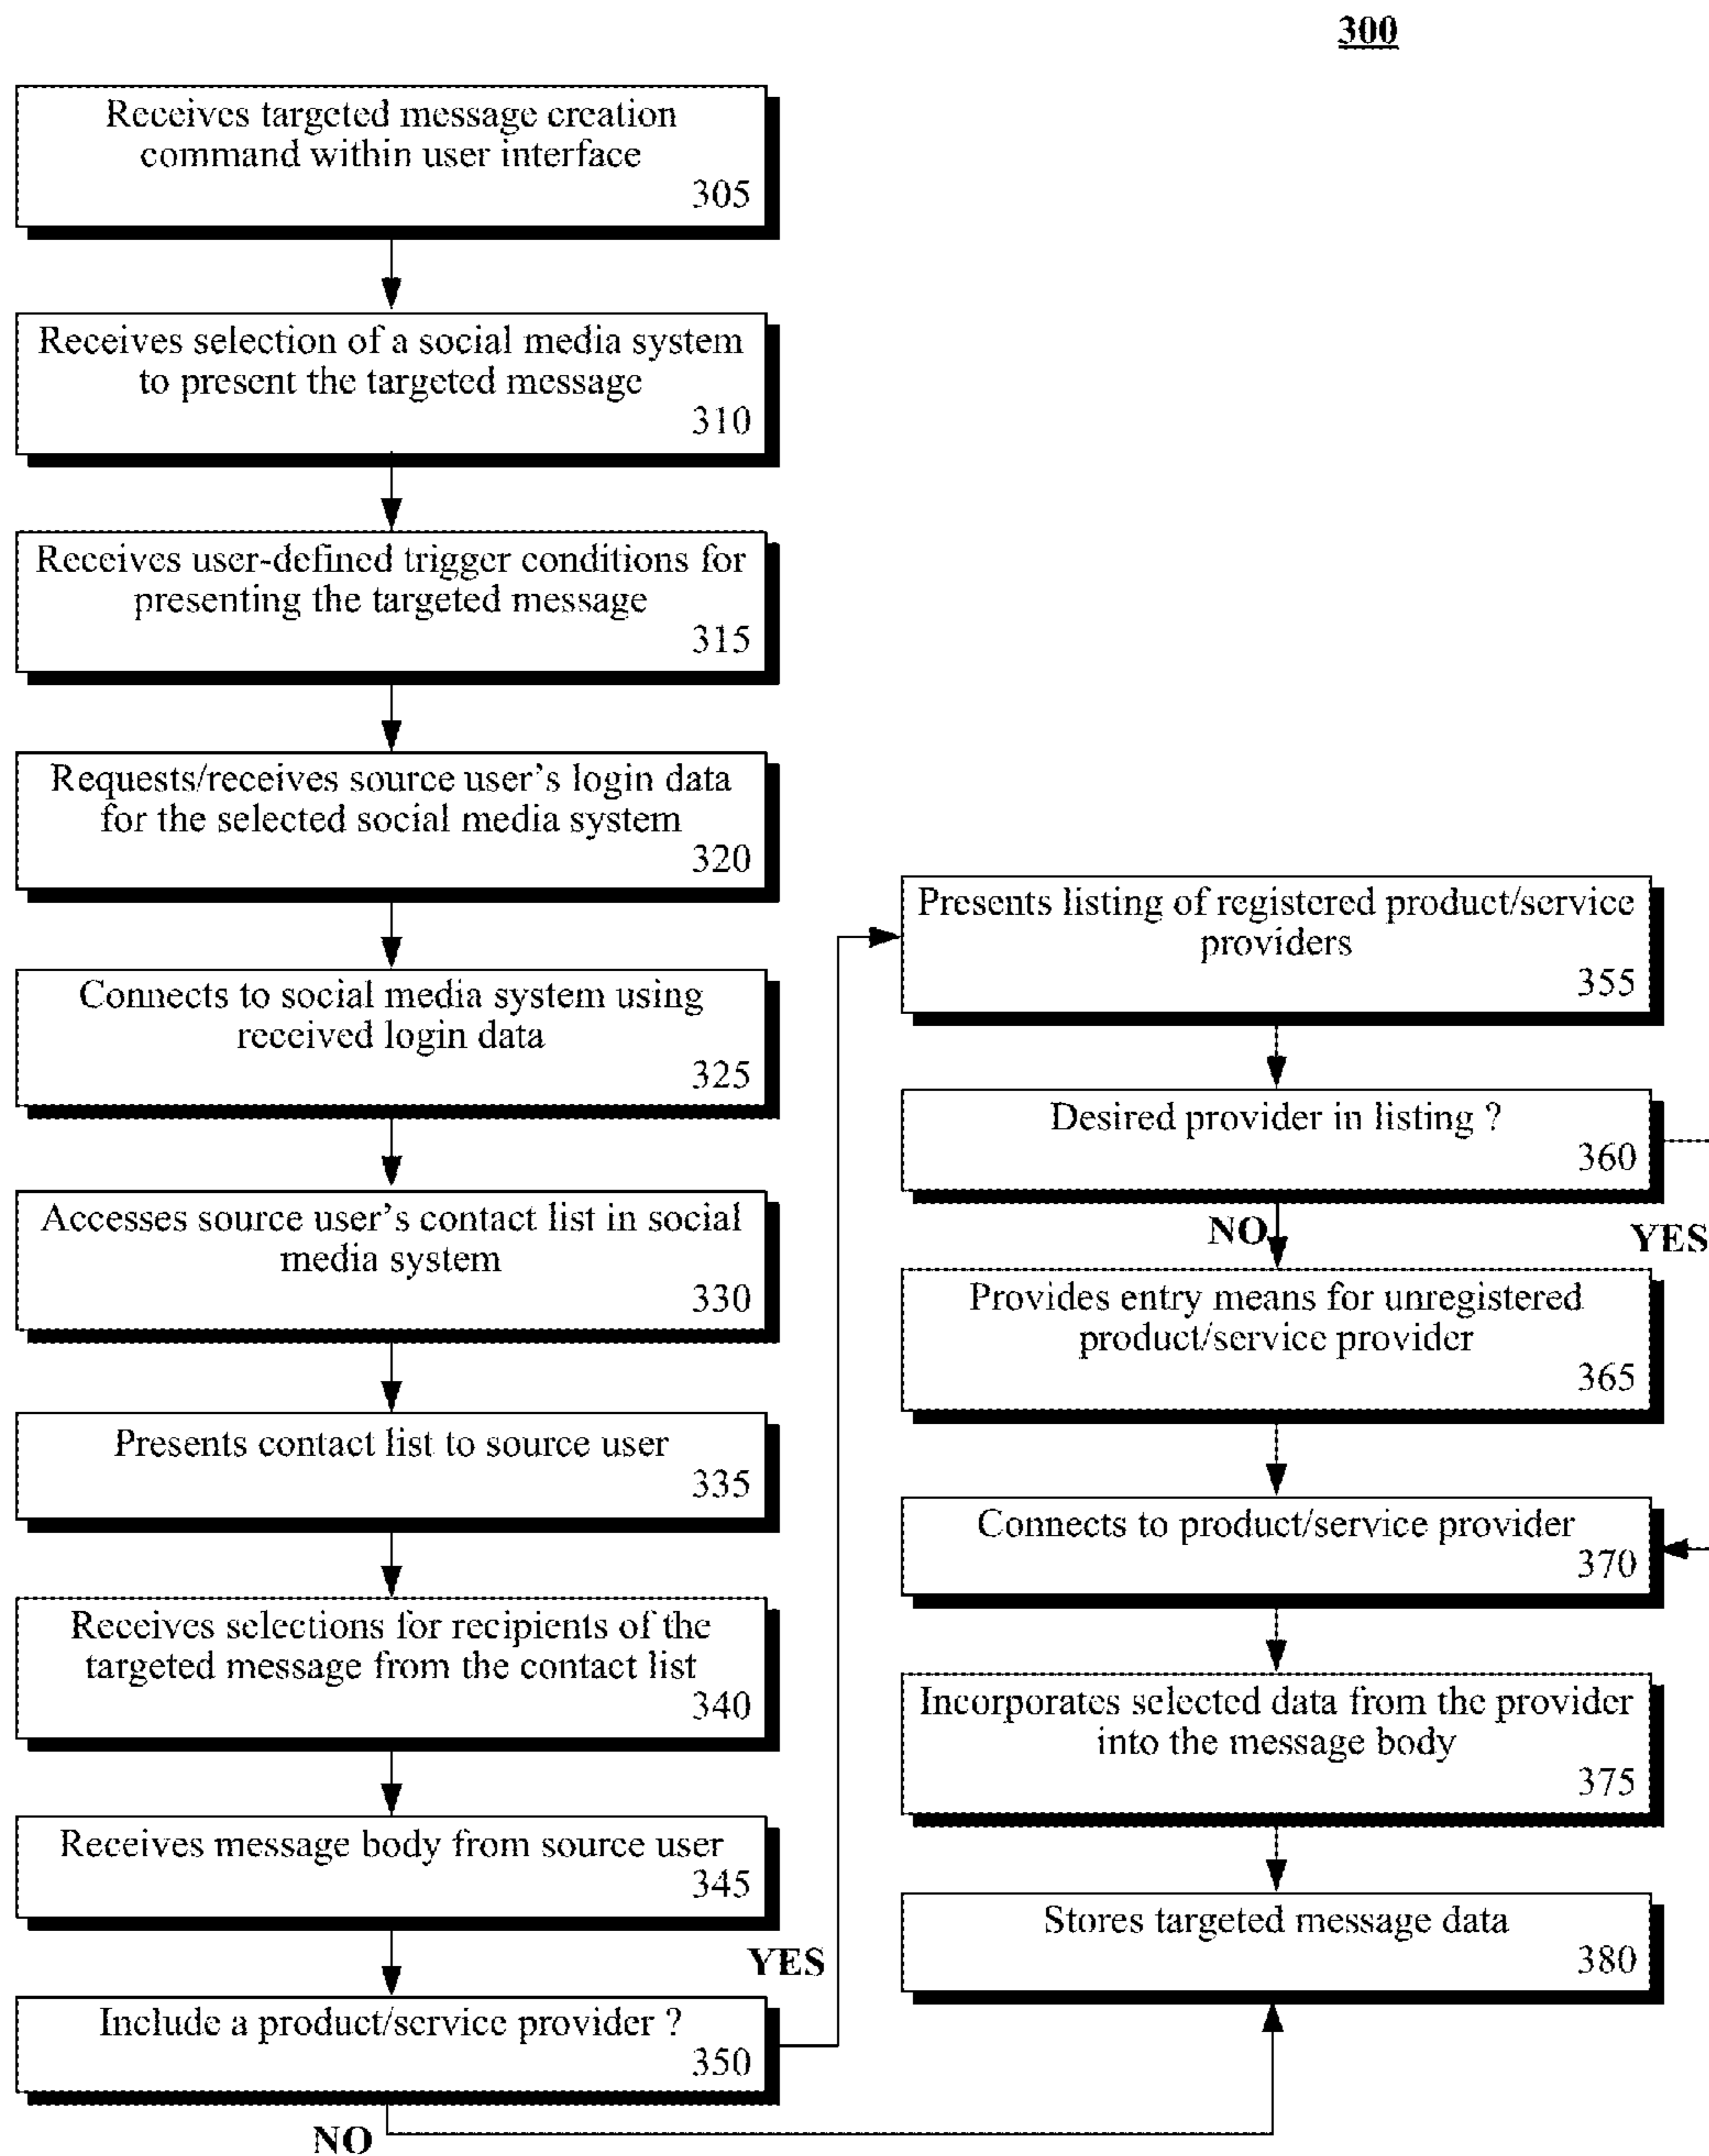 300
Receives targeted message creation
command within user interface
305
Receives selection of a social media system
to present the targeted message
310
Receives user-defined trigger conditions for
presenting the targeted message
315
Requests/receives source user's login data
for the selected social media system
320
Connects to social media system using
received login data
325
Accesses source user's contact list in social
media system
330
Presents contact list to source user
335
Receives selections for recipients of the
targeted message from the contact list
340
Receives message body from source user
345
YES
Include a product/service provider ?
350
NO
Presents listing of registered product/service
providers
355
Desired provider in listing ?
360
NO
YES
Provides entry means for unregistered
product/service provider
365
Connects to product/service provider
370
Incorporates selected data from the provider
into the message body
375
Stores targeted message data
380